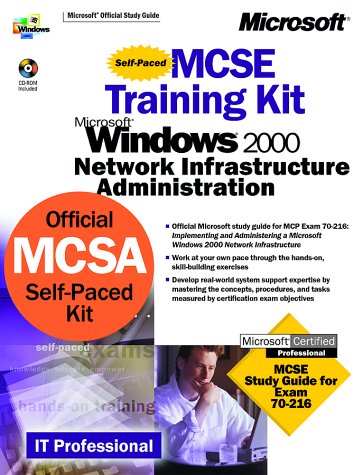 Microsoft® Official Study Guide
Microsoft®
Windows
CD-ROM
Included
Self-Paced
MCSE
Training Kit
Microsoft®
Windows® 2000
Network Infrastructure
Administration
Official
MCSA
Self-Paced
Kit
• Official Microsoft study guide for MCP Exam 70-216:
Implementing and Administering a Microsoft
Windows 2000 Network Infrastructure
• Work at your own pace through the hands-on,
skill-building exercises
• Develop real-world system support expertise by
mastering the concepts, procedures, and tasks
measured by certification exam objectives
self-paced
exams
knowledge educate empower
hands-on training
Microsoft Certified
Professional
MCSE
Study Guide for
Exam
70-216
IT Professional